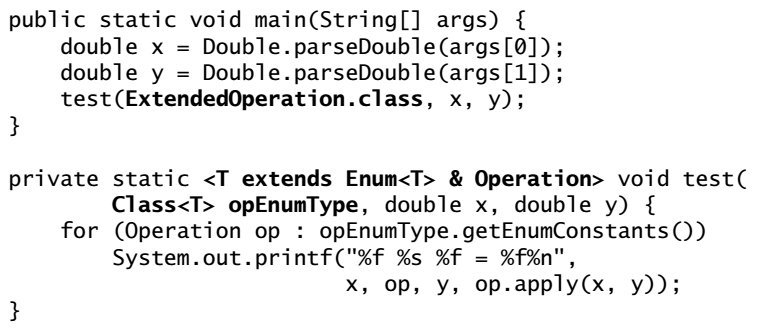 public static void main(String[] args) {
    double x = Double.parseDouble(args[0]);
    double y = Double.parseDouble(args[1]);
    test(ExtendedOperation.class, x, y);
}

private static <T extends Enum<T> & Operation> void test(
        Class<T> opEnumType, double x, double y) {
    for (Operation op : opEnumType.getEnumConstants())
        System.out.printf("%f %s %f = %f%n",
                          x, op, y, op.apply(x, y));
}